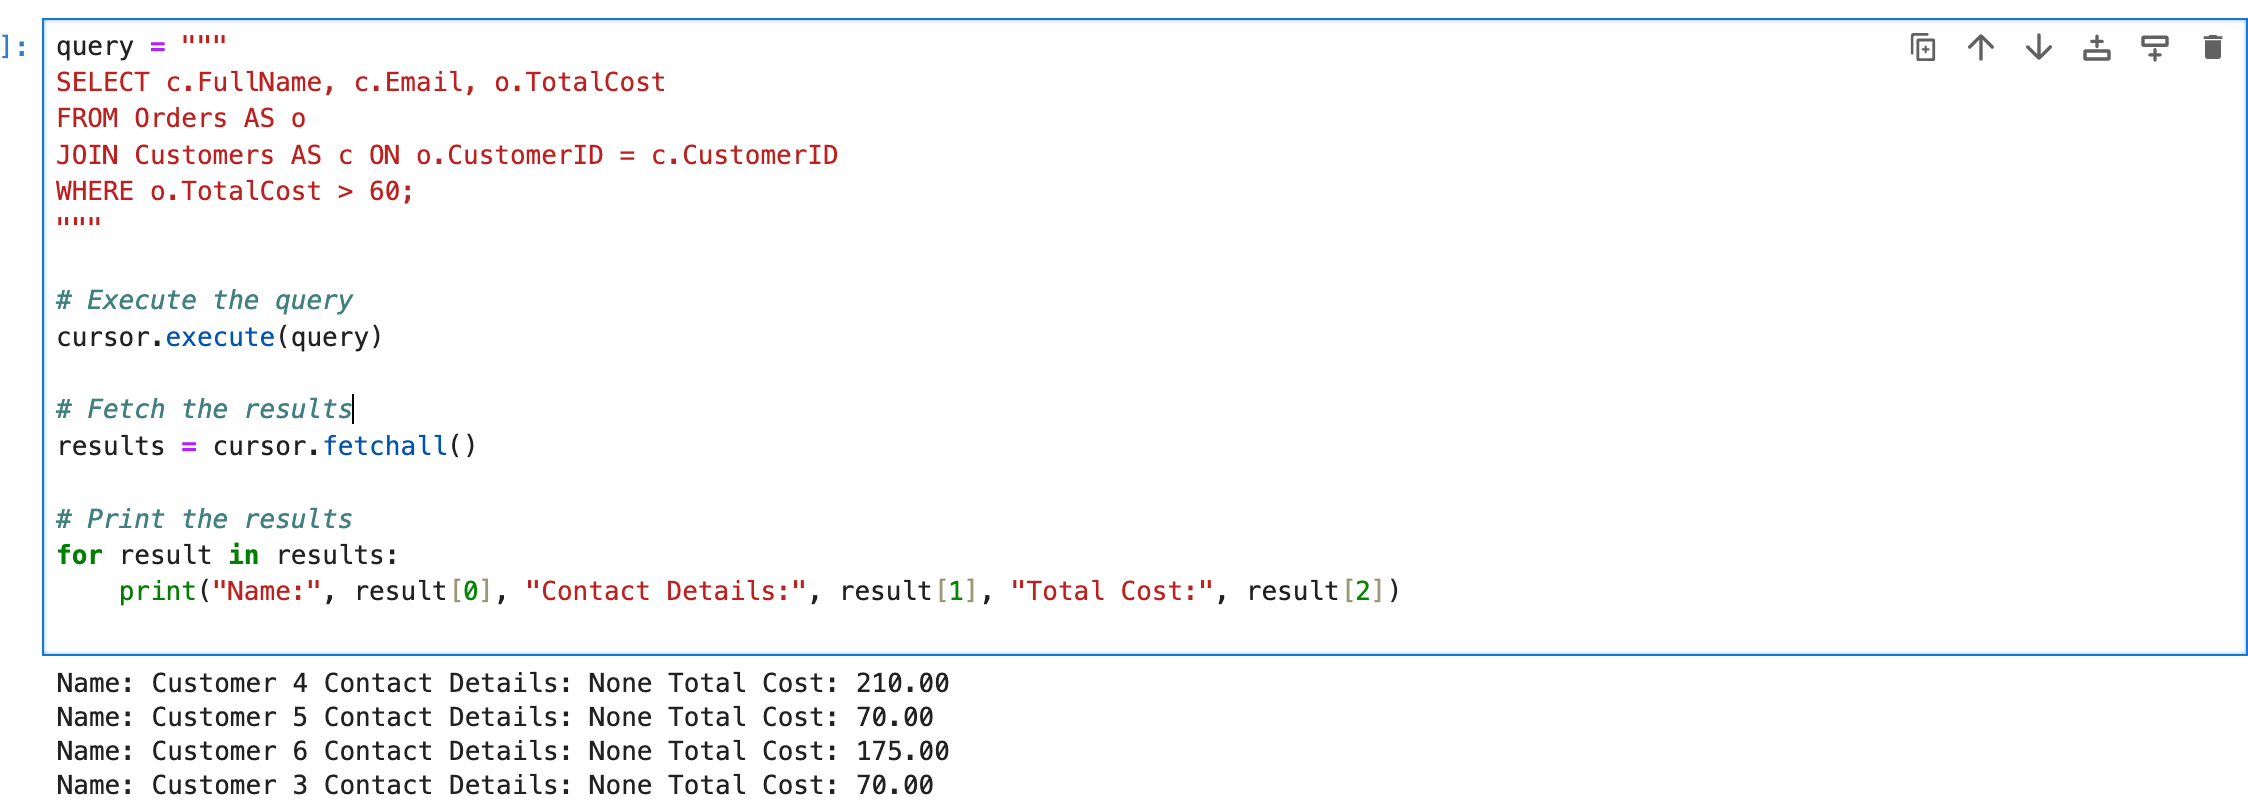 ]:
query = """
SELECT c.FullName, c.Email, o.TotalCost
FROM Orders AS o
JOIN Customers AS c ON o.CustomerID = c.CustomerID
WHERE o.TotalCost > 60;
"""
# Execute the query
cursor.execute(query)
# Fetch the results
results = cursor.fetchall()
# Print the results
for result in results:
    print("Name:", result[0], "Contact Details:", result[1], "Total Cost:", result[2])
Name: Customer 4 Contact Details: None Total Cost: 210.00
Name: Customer 5 Contact Details: None Total Cost: 70.00
Name: Customer 6 Contact Details: None Total Cost: 175.00
Name: Customer 3 Contact Details: None Total Cost: 70.00